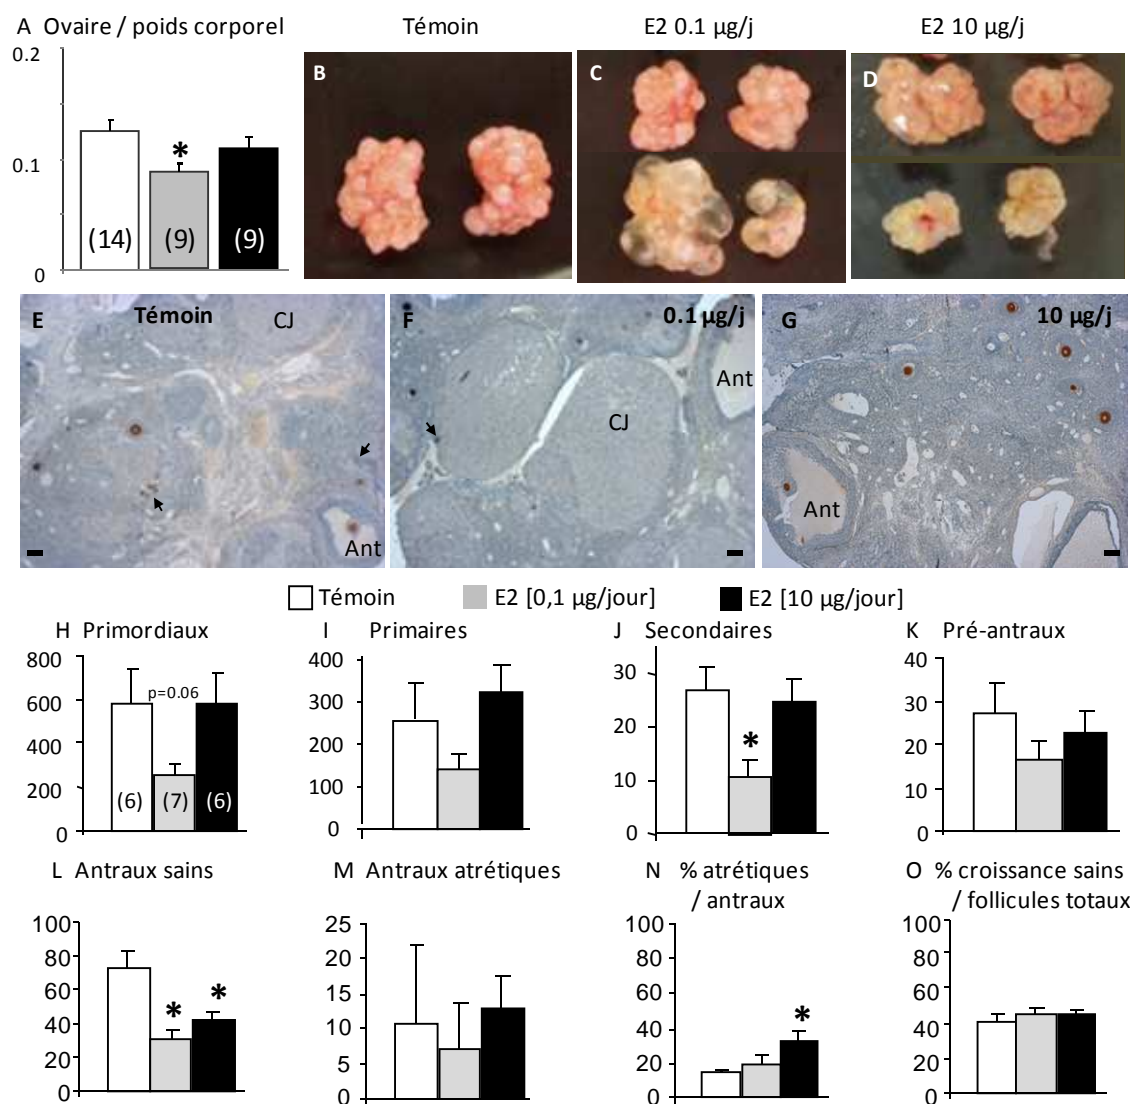 A Ovaire / poids corporel
Témoin
E2 0.1 µg/j
E2 10 µg/j
0.2
0.1
0
*
(14)
(9)
(9)
B
C
D
E
Témoin
CJ
Ant
F
0.1 µg/j
Ant
CJ
G
10 µg/j
Ant
Témoin
E2 [0,1 µg/jour]
E2 [10 µg/jour]
H Primordiaux
800
600
400
200
0
p=0.06
(6)
(7)
(6)
I Primaires
400
300
200
100
0
J Secondaires
30
20
10
0
*
K Pré-antraux
40
30
20
10
0
L Antraux sains
100
80
60
40
20
0
*
*
M Antraux atrétiques
25
20
15
10
5
0
N % atrétiques
/ antraux
100
80
60
40
20
0
*
O % croissance sains
/ follicules totaux
100
80
60
40
20
0